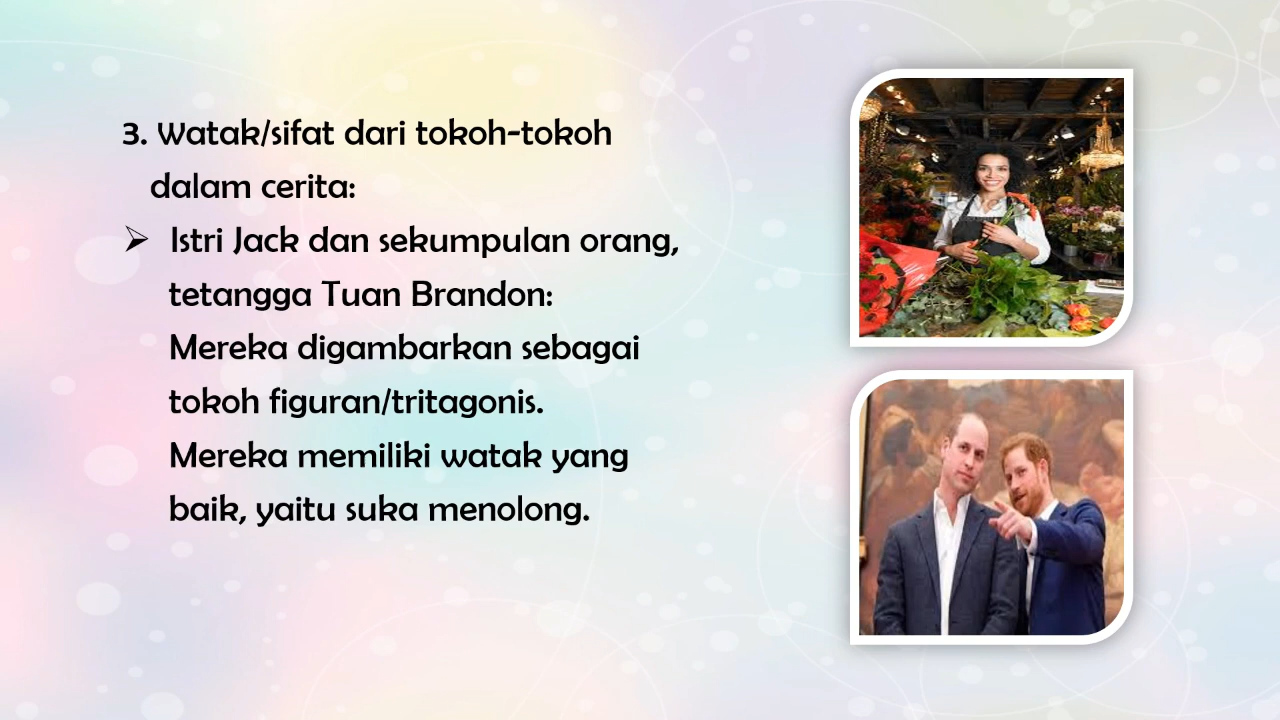 3. Watak/sifat dari tokoh-tokoh
dalam cerita:
➢ Istri Jack dan sekumpulan orang,
tetangga Tuan Brandon:
Mereka digambarkan sebagai
tokoh figuran/tritagonis.
Mereka memiliki watak yang
baik, yaitu suka menolong.